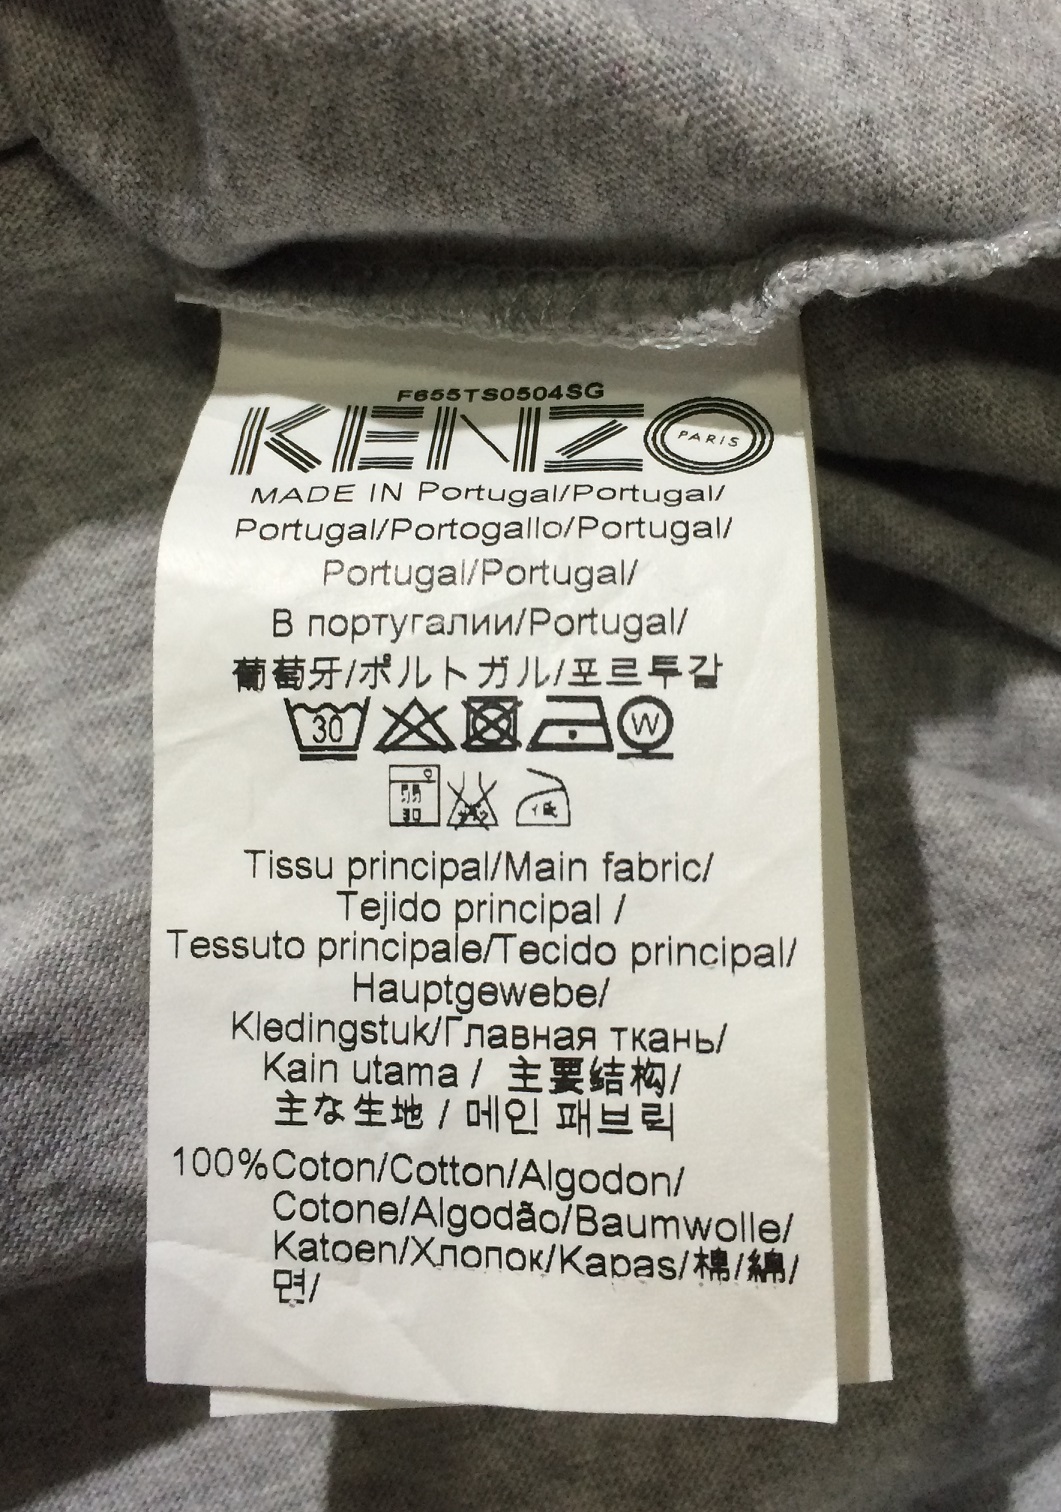 F655TS0504SG
KENZO PARIS
MADE IN Portugal/Portugal/
Portugal/Portogallo/Portugal/
Portugal/Portugal/
В португалии/Portugal/
葡萄牙/ポルトガル/포르투갈
30 W
30
Tissu principal/Main fabric/
Tejido principal /
Tessuto principale/Tecido principal/
Hauptgewebe/
Kledingstuk/Главная ткань/
Kain utama / 主要结构/
主な生地 / 메인 패브릭
100%Coton/Cotton/Algodon/
Cotone/Algodão/Baumwolle/
Katoen/Хлопок/Kapas/棉/綿/
면/